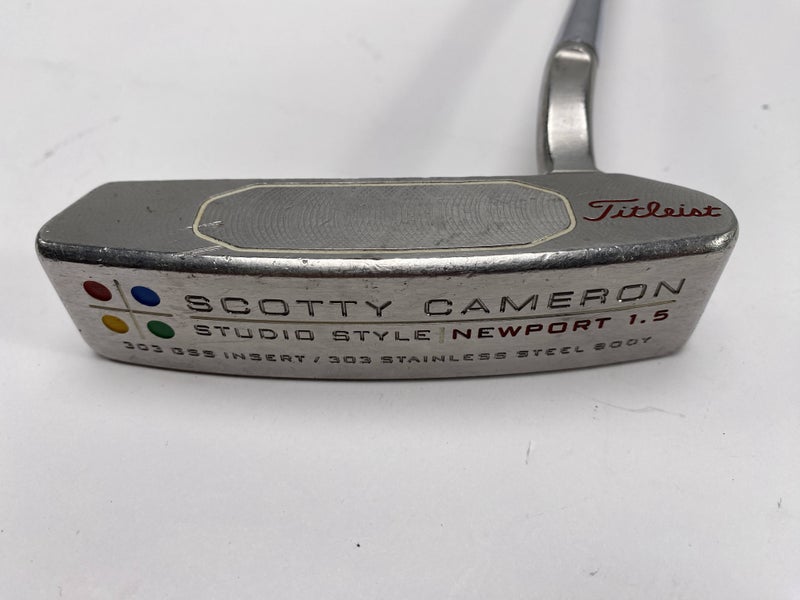 Titleist
SCOTTY CAMERON
STUDIO STYLE | NEWPORT 1.5
303 GSS INSERT / 303 STAINLESS STEEL BODY